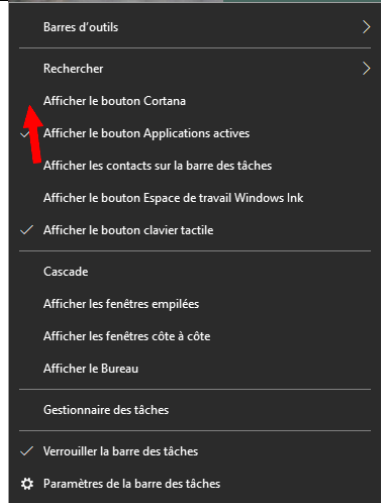 Barres d'outils
Rechercher
Afficher le bouton Cortana
Afficher le bouton Applications actives
Afficher les contacts sur la barre des tâches
Afficher le bouton Espace de travail Windows Ink
Afficher le bouton clavier tactile
Cascade
Afficher les fenêtres empilées
Afficher les fenêtres côte à côte
Afficher le Bureau
Gestionnaire des tâches
Verrouiller la barre des tâches
Paramètres de la barre des tâches